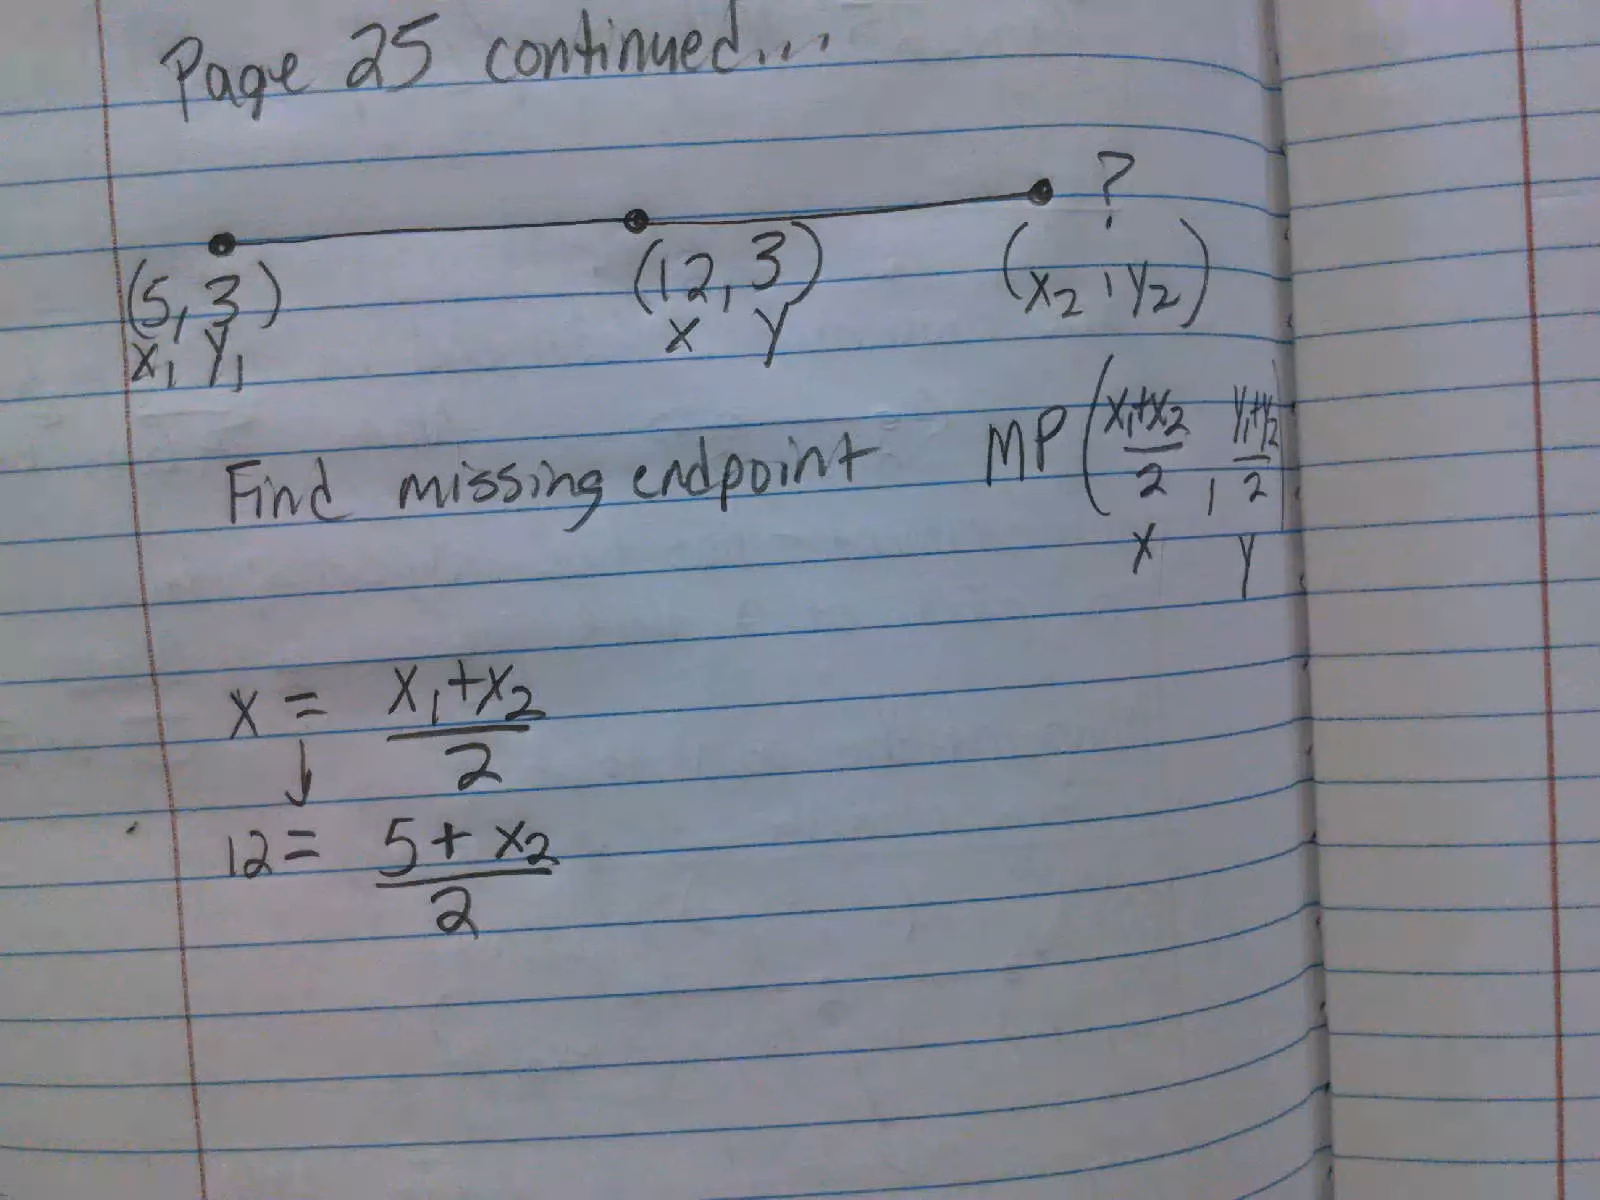 Page 25 continued...
?
(5, 3) (12, 3) (x₂, y₂)
x₁ y₁ x y
Find missing endpoint MP (x₁+x₂/2, y₁+y₂/2)
x y
x = x₁+x₂/2
↓
12 = 5 + x₂/2